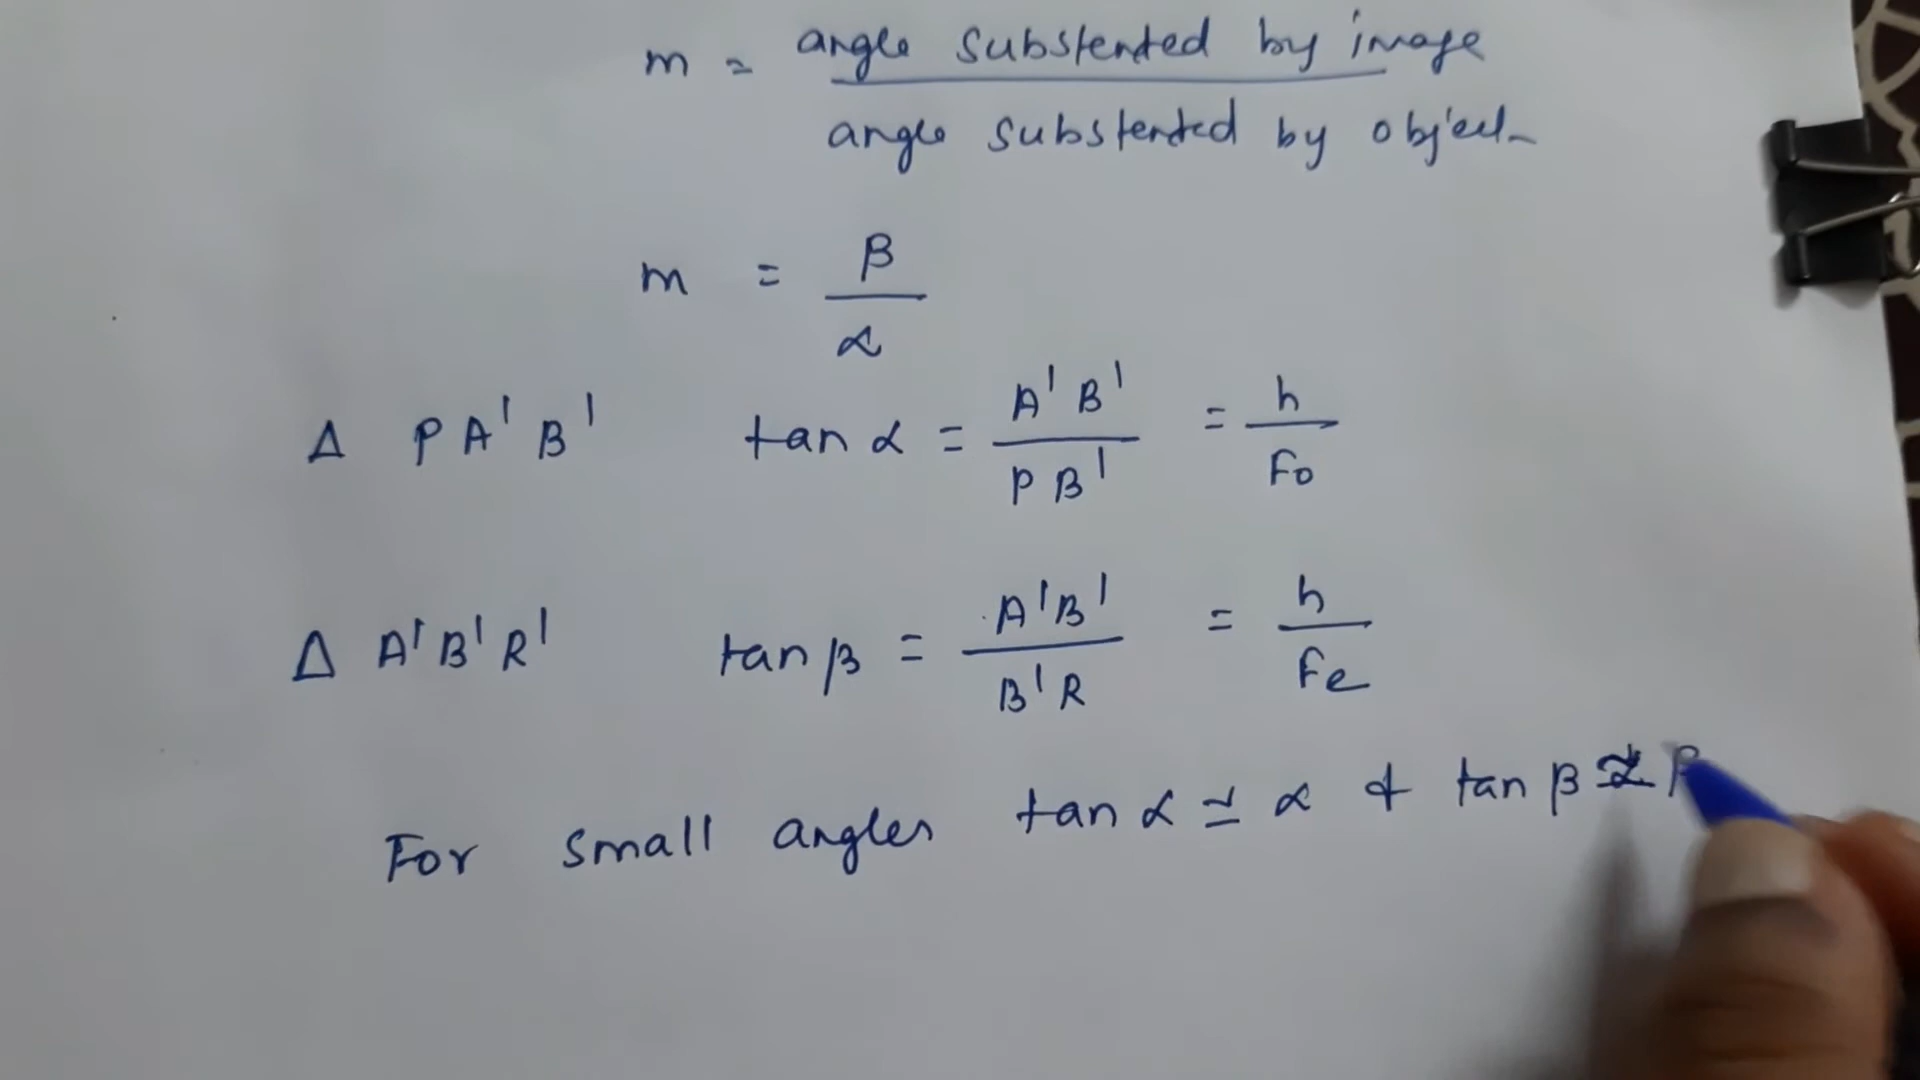 m = angle substented by image
angle substented by object
m = β
α
Δ PA'B' tan α = A'B' / PB' = h / Fo
Δ A'B'R' tan β = A'B' / B'R = h / Fe
For small angles tan α ≃ α & tan β ≃ β